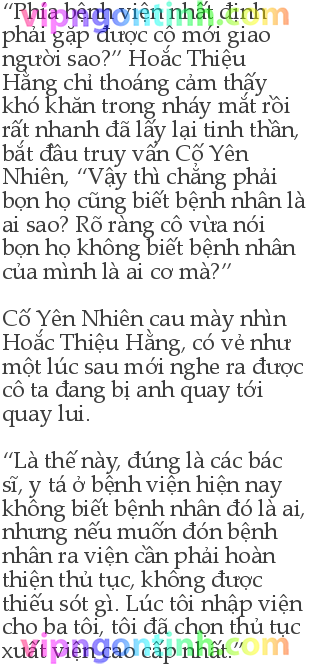 “Phía bệnh viện nhất định
phải gặp được cô mới giao
người sao?” Hoắc Thiệu
Hằng chỉ thoáng cảm thấy
khó khăn trong nháy mắt rồi
rất nhanh đã lấy lại tinh thần,
bắt đầu truy vấn Cố Yên
Nhiên, “Vậy thì chẳng phải
bọn họ cũng biết bệnh nhân là
ai sao? Rõ ràng cô vừa nói
bọn họ không biết bệnh nhân
của mình là ai cơ mà?”
Cố Yên Nhiên cau mày nhìn
Hoắc Thiệu Hằng, có vẻ như
một lúc sau mới nghe ra được
cô ta đang bị anh quay tới
quay lui.
“Là thế này, đúng là các bác
sĩ, y tá ở bệnh viện hiện nay
không biết bệnh nhân đó là ai,
nhưng nếu muốn đón bệnh
nhân ra viện cần phải hoàn
thiện thủ tục, không được
thiếu sót gì. Lúc tôi nhập viện
cho ba tôi, tôi đã chọn thủ tục
xuất viện cao cấp nhất.
vipngontinh.com
vipngontinh.com